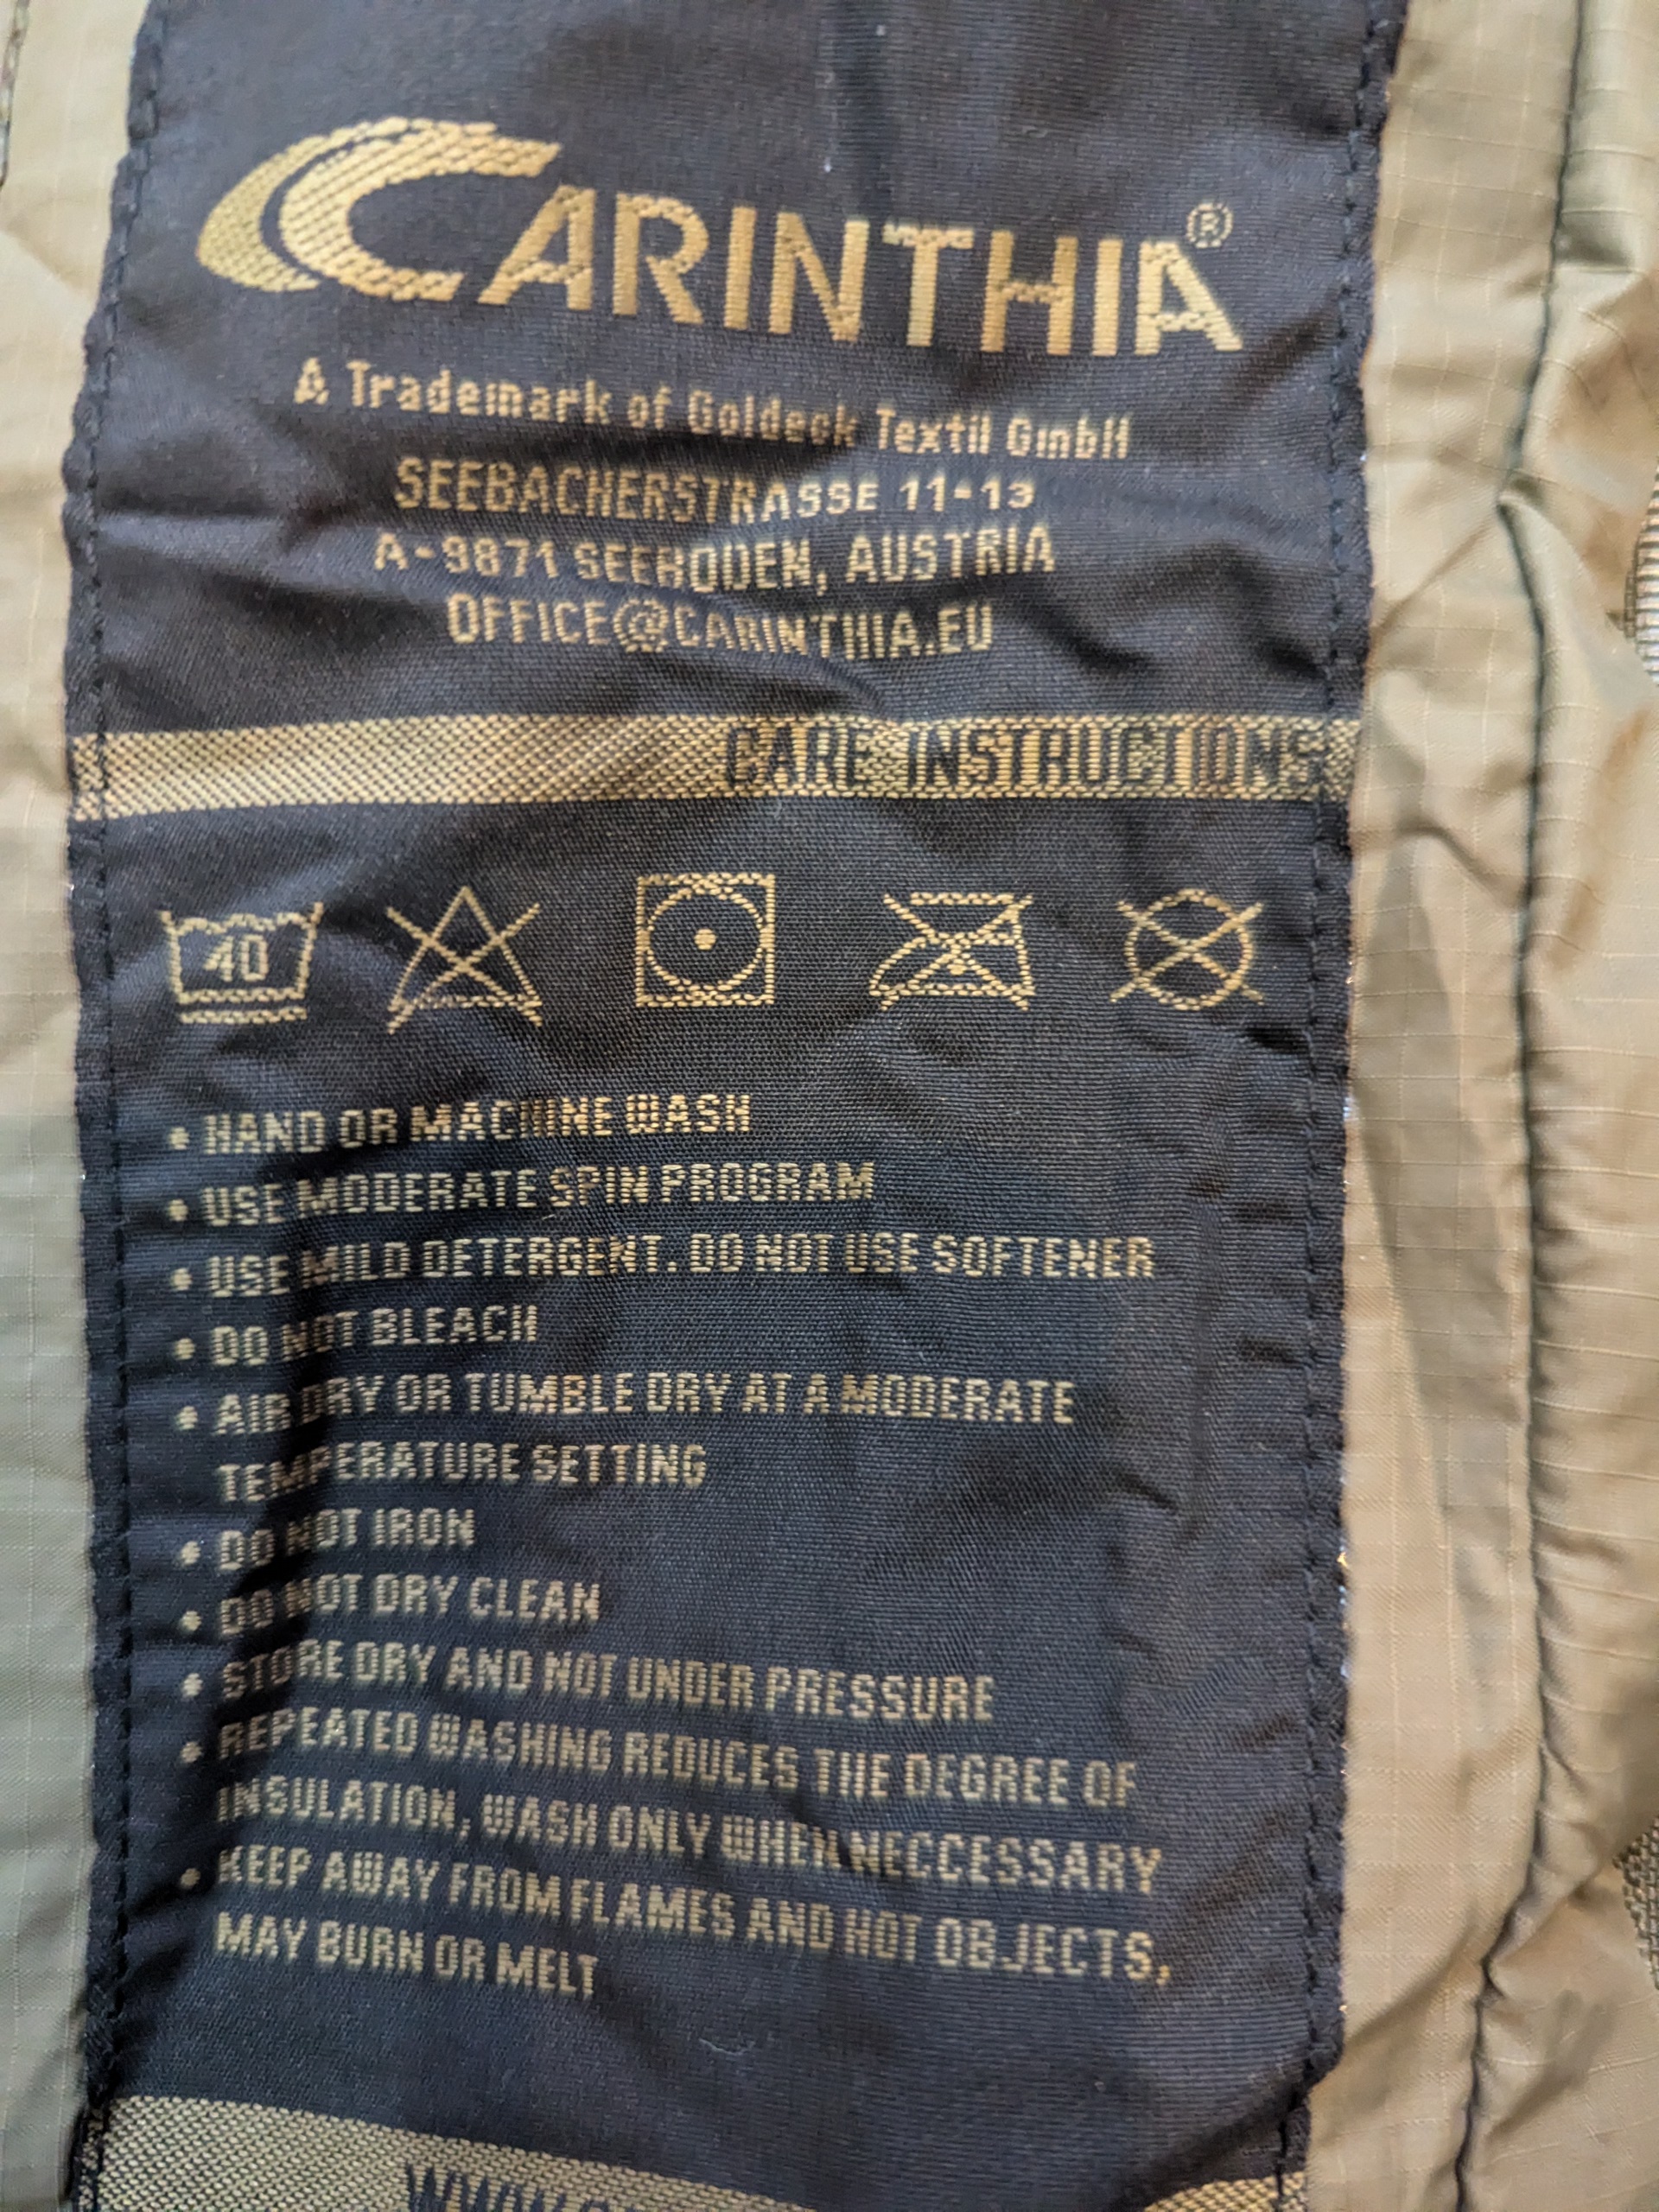 CARINTHIA®
A Trademark of Goldeck Textil GmbH
SEEBACHERSTRASSE 11-13
A-9871 SEEBODEN, AUSTRIA
OFFICE@CARINTHIA.EU
CARE INSTRUCTIONS
40
• HAND OR MACHINE WASH
• USE MODERATE SPIN PROGRAM
• USE MILD DETERGENT. DO NOT USE SOFTENER
• DO NOT BLEACH
• AIR DRY OR TUMBLE DRY AT A MODERATE
TEMPERATURE SETTING
• DO NOT IRON
• DO NOT DRY CLEAN
• STORE DRY AND NOT UNDER PRESSURE
• REPEATED WASHING REDUCES THE DEGREE OF
INSULATION, WASH ONLY WHEN NECCESSARY
• KEEP AWAY FROM FLAMES AND HOT OBJECTS,
MAY BURN OR MELT